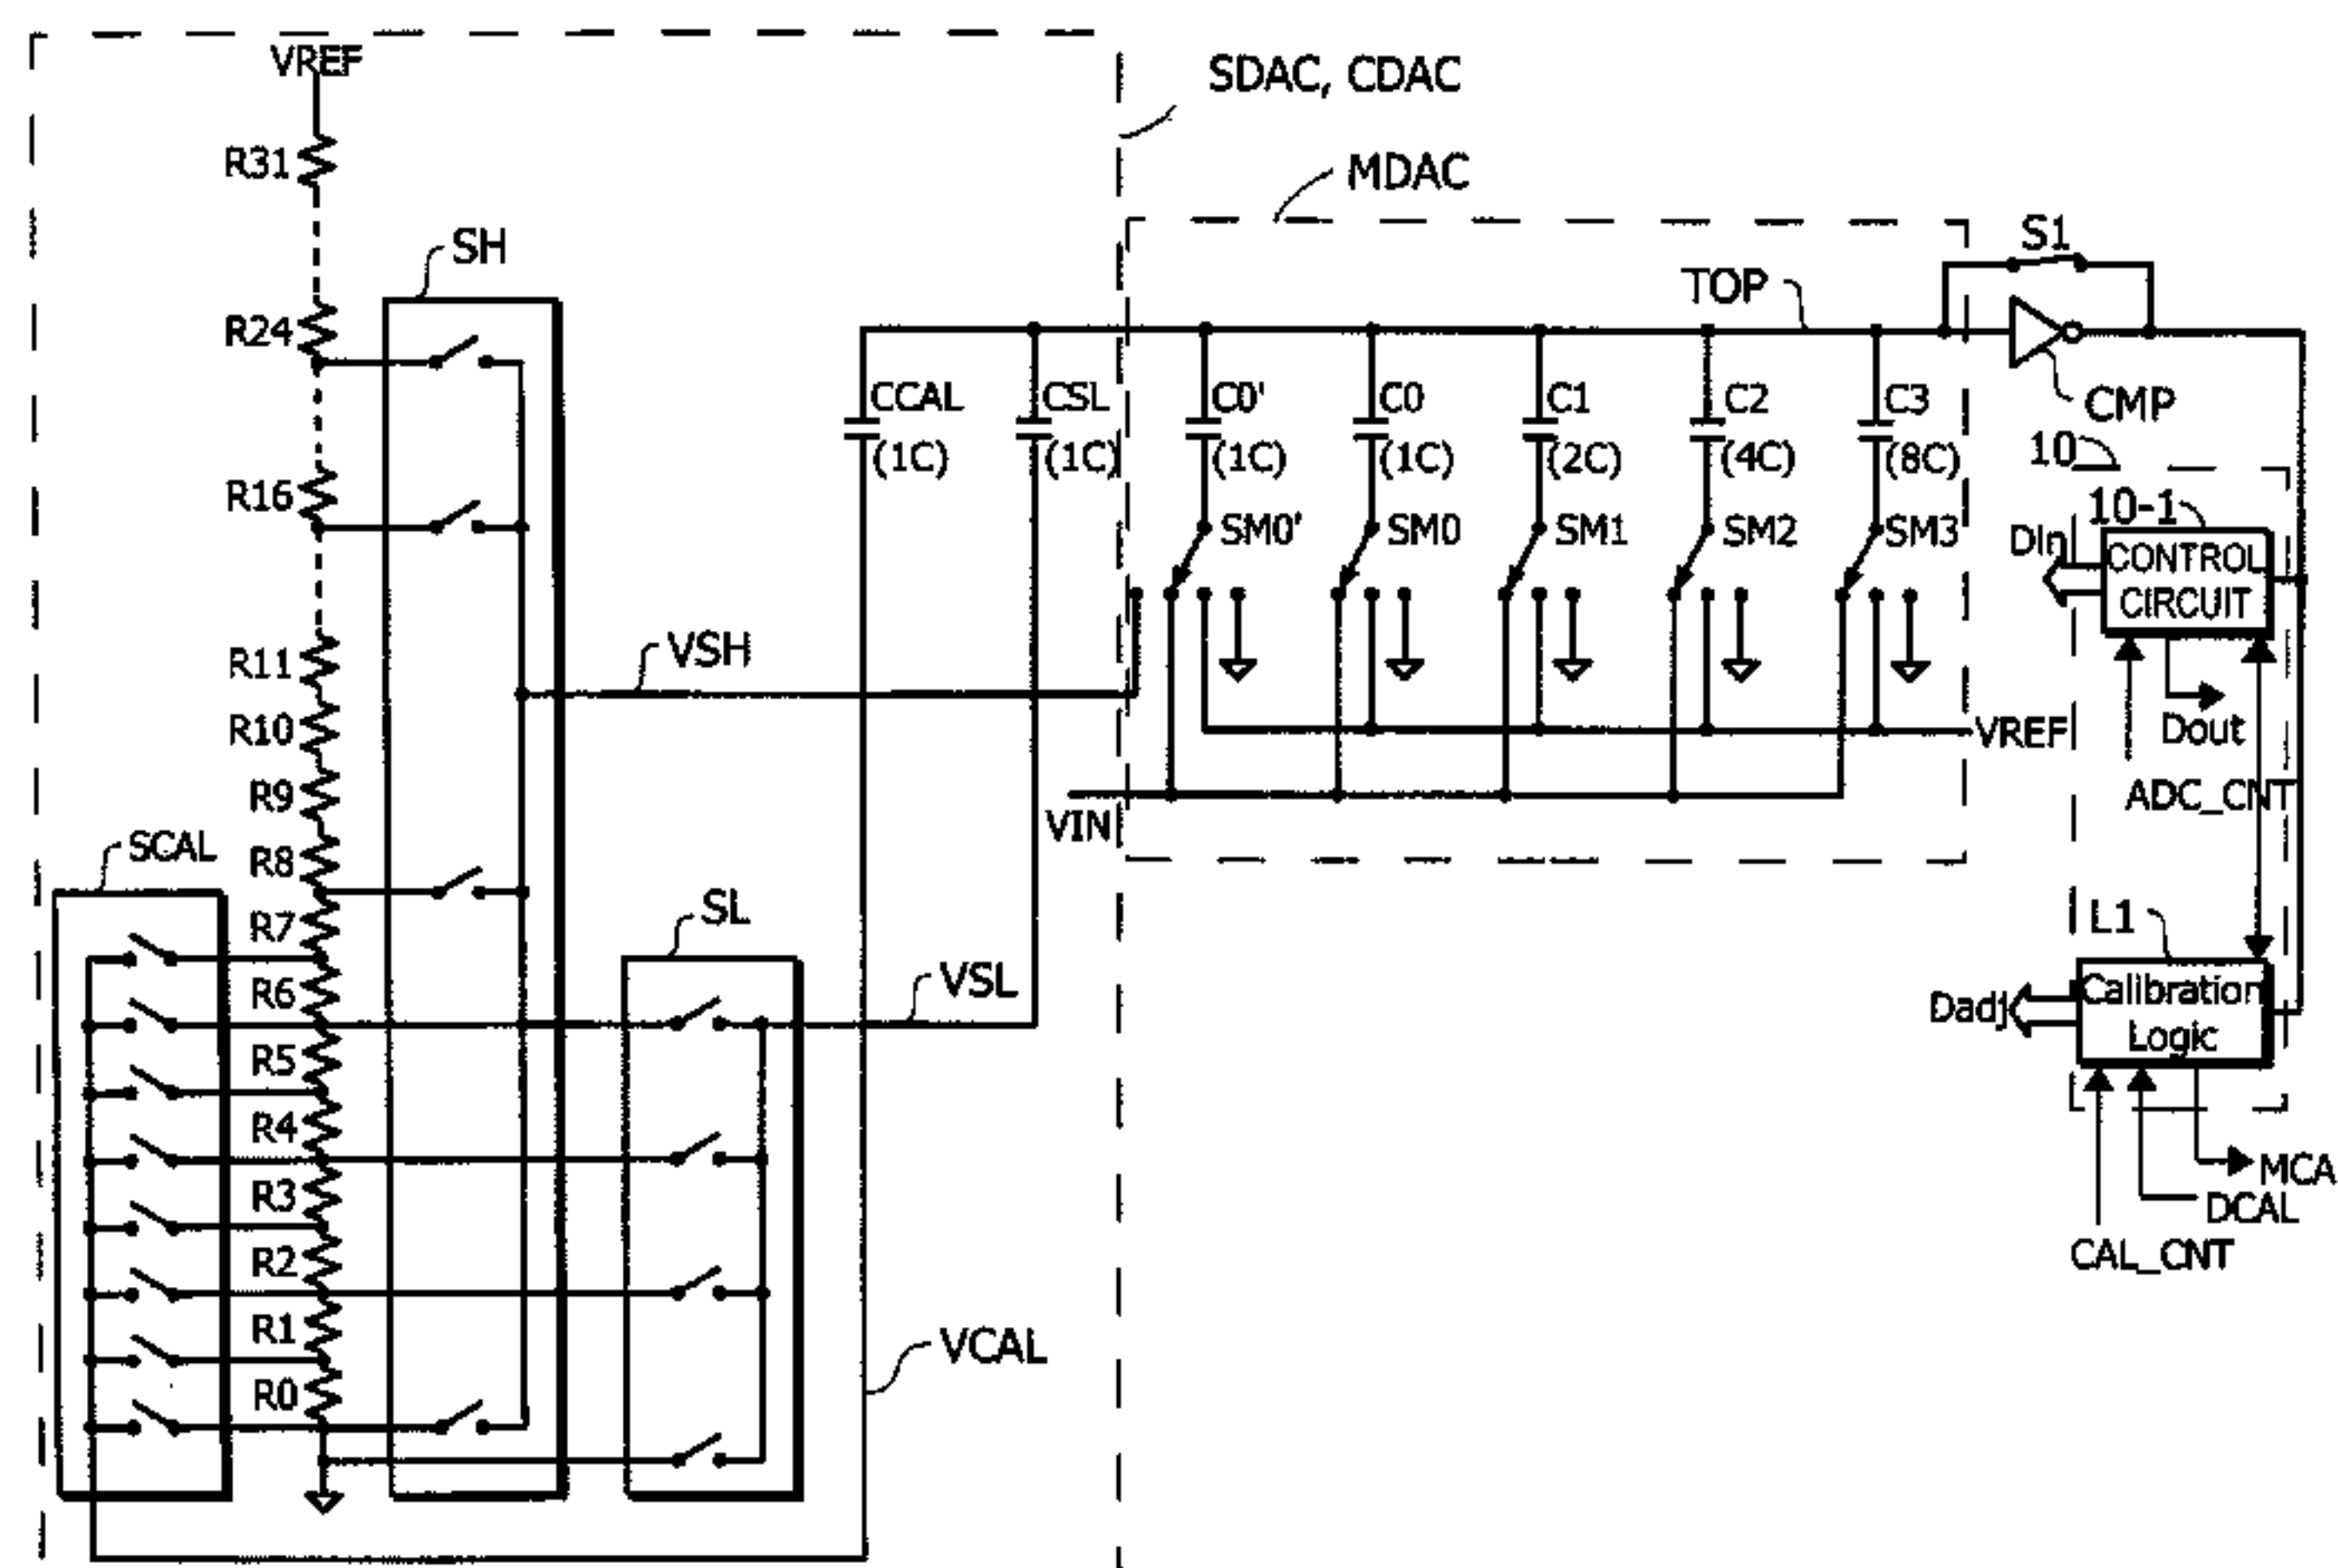 VREF
SDAC, CDAC
R31
MDAC
SH
S1
TOP
R24
CCAL
CSL
C0'
C0
C1
C2
C3
CMP
(1C)
(1C)
(1C)
(1C)
(2C)
(4C)
(8C)
10
R16
10-1
SM0'
SM0
SM1
SM2
SM3
Din
CONTROL
CIRCUIT
R11
VSH
R10
VREF
Dout
R9
VIN
ADC_CNT
SCAL
R8
R7
SL
L1
R6
VSL
Calibration
Logic
Dadj
R5
R4
R3
MCA
DCAL
R2
CAL_CNT
R1
VCAL
R0